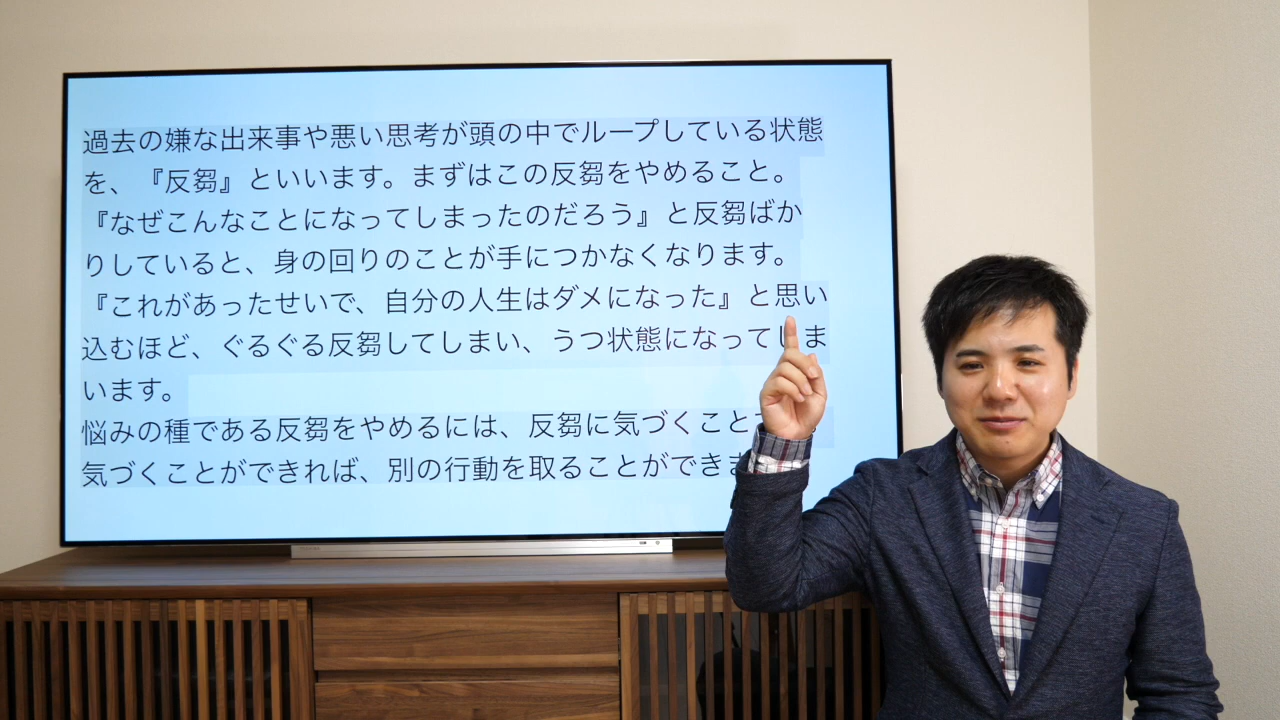 過去の嫌な出来事や悪い思考が頭の中でループしている状態
を、『反芻』といいます。まずはこの反芻をやめること。
『なぜこんなことになってしまったのだろう』と反芻ばか
りしていると、身の回りのことが手につかなくなります。
『これがあったせいで、自分の人生はダメになった』と思い
込むほど、ぐるぐる反芻してしまい、うつ状態になってしま
います。
悩みの種である反芻をやめるには、反芻に気づくこと
気づくことができれば、別の行動を取ることができま